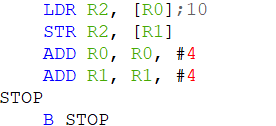 LDR R2, [R0];10
STR R2, [R1]
ADD R0, R0, #4
ADD R1, R1, #4
STOP
B STOP